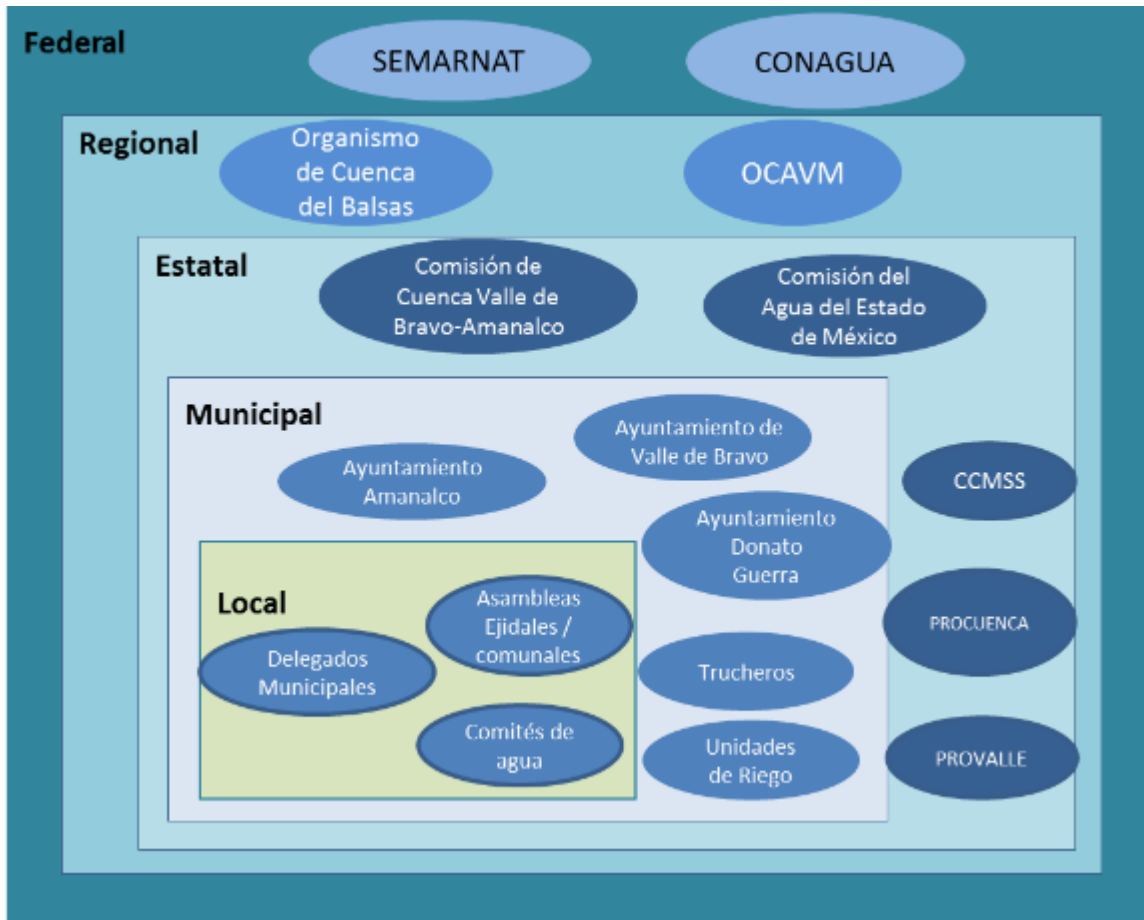 Federal
SEMARNAT
CONAGUA
Regional
Organismo
de Cuenca
del Balsas
OCAVM
Estatal
Comisión de
Cuenca Valle de
Bravo-Amanalco
Comisión del
Agua del Estado
de México
Municipal
Ayuntamiento de
Valle de Bravo
Ayuntamiento
Amanalco
CCMSS
Ayuntamiento
Donato
Guerra
Local
Asambleas
Ejidales /
comunales
Delegados
Municipales
Trucheros
PROCUENCA
Comités de
agua
Unidades
de Riego
PROVALLE